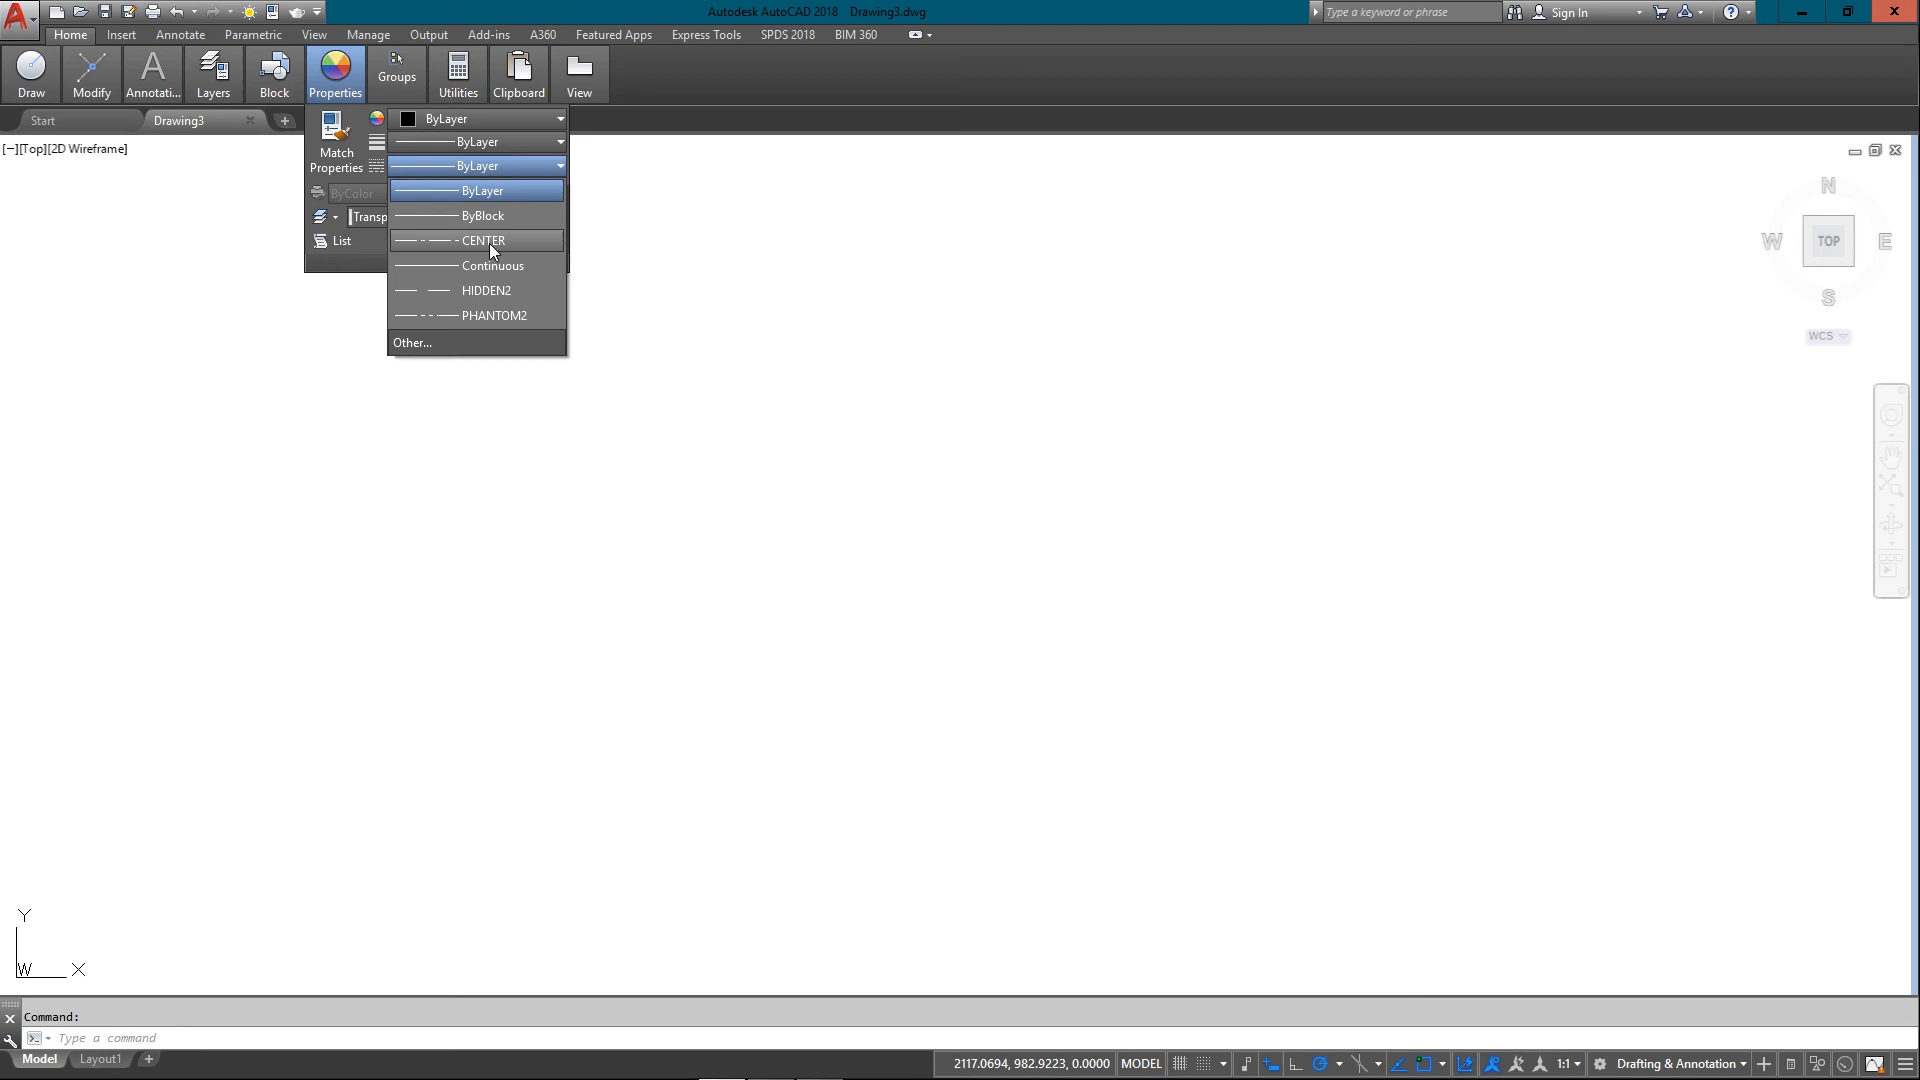 Autodesk AutoCAD 2018 Drawing3.dwg
Type a keyword or phrase
Sign In
Home Insert Annotate Parametric View Manage Output Add-ins A360 Featured Apps Express Tools SPDS 2018 BIM 360
Draw Modify Annotati... Layers Block Properties Groups Utilities Clipboard View
Start Drawing3
[−][Top][2D Wireframe]
Match
Properties
ByLayer
ByLayer
ByLayer
ByColor
Transp
List
ByLayer
ByBlock
CENTER
Continuous
HIDDEN2
PHANTOM2
Other...
N
W TOP E
S
WCS
Y
W X
Command:
Type a command
Model Layout1
2117.0694, 982.9223, 0.0000 MODEL 1:1 Drafting & Annotation